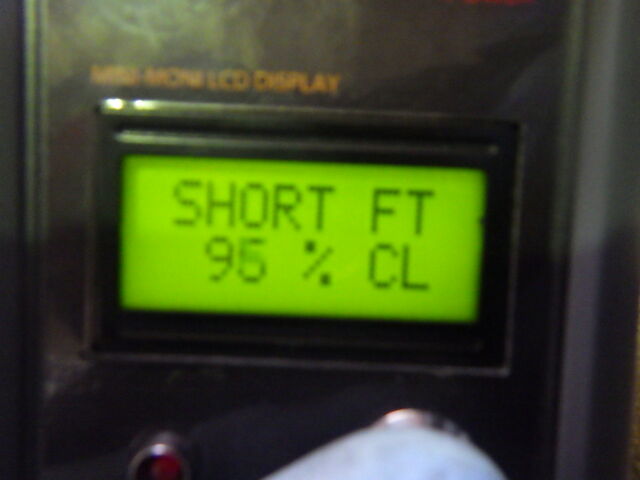 MINI-MONI LCD DISPLAY
SHORT FT
95 % CL